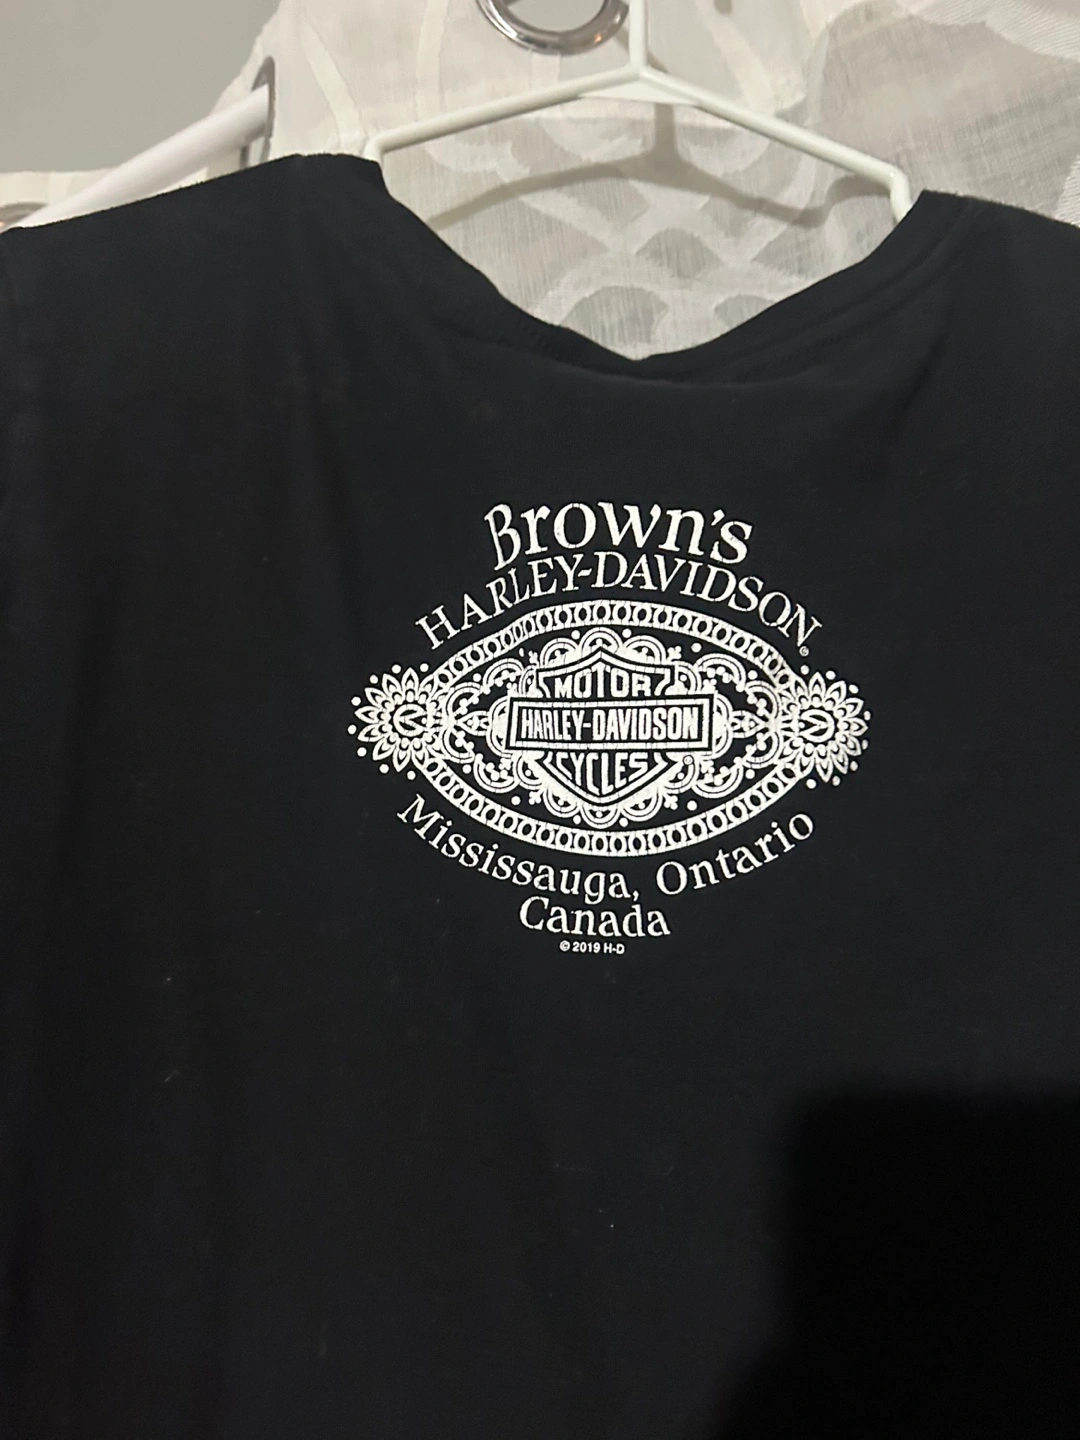 Brown's
HARLEY-DAVIDSON®
MOTOR
HARLEY-DAVIDSON
CYCLES ®
Mississauga, Ontario
Canada
© 2019 H-D